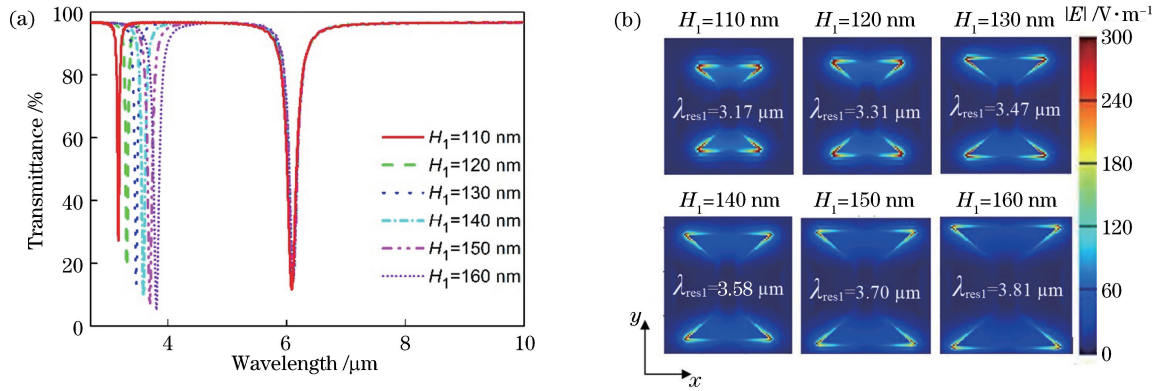 (a)
100
80
60
40
20
0
Transmittance /%
4
6
8
10
Wavelength /μm
H1=110 nm
H1=120 nm
H1=130 nm
H1=140 nm
H1=150 nm
H1=160 nm
(b)
H1=110 nm
H1=120 nm
H1=130 nm
λres1=3.17 μm
λres1=3.31 μm
λres1=3.47 μm
H1=140 nm
H1=150 nm
H1=160 nm
λres1=3.58 μm
λres1=3.70 μm
λres1=3.81 μm
y
x
|E| /V·m−1
300
240
180
120
60
0